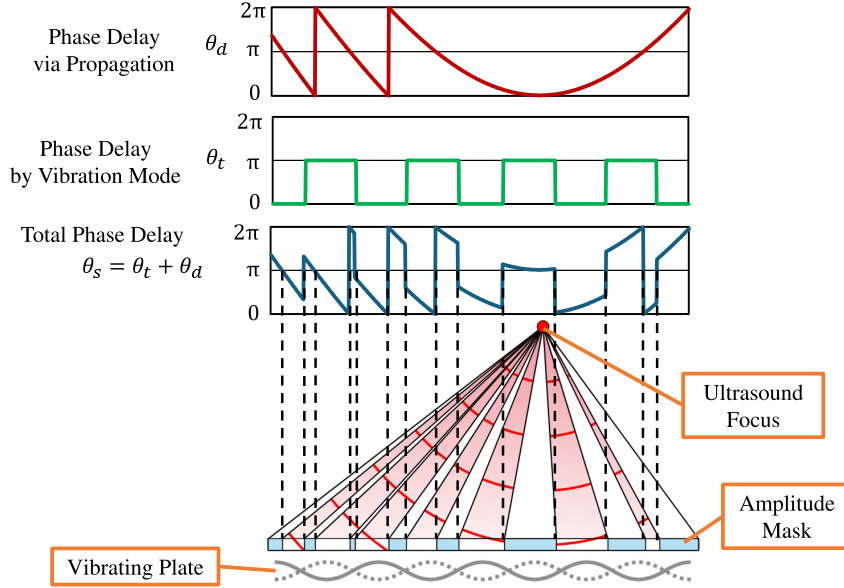 Phase Delay
via Propagation
θ_d
2π
π
0
Phase Delay
by Vibration Mode
θ_t
2π
π
0
Total Phase Delay
θ_s = θ_t + θ_d
2π
π
0
Ultrasound
Focus
Amplitude
Mask
Vibrating Plate